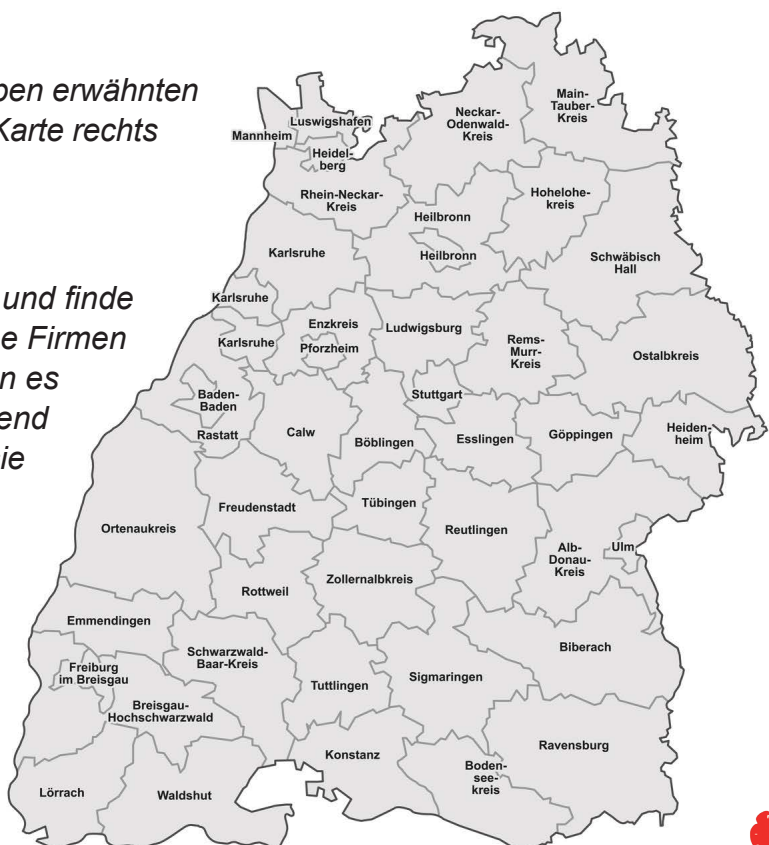 ben erwähnten
Karte rechts
und finde
e Firmen
n es
end
ie
Main-
Tauber-
Kreis
Neckar-
Odenwald-
Kreis
Luswigshafen
Mannheim
Heidel-
berg
Rhein-Neckar-
Kreis
Hohelohe-
kreis
Heilbronn
Heilbronn
Karlsruhe
Schwäbisch
Hall
Karlsruhe
Enzkreis
Ludwigsburg
Karlsruhe
Pforzheim
Rems-
Murr-
Kreis
Ostalbkreis
Baden-
Baden
Stuttgart
Rastatt
Calw
Böblingen
Esslingen
Göppingen
Heiden-
heim
Freudenstadt
Tübingen
Ortenaukreis
Reutlingen
Alb-
Donau-
Kreis
Ulm
Rottweil
Zollernalbkreis
Emmendingen
Schwarzwald-
Baar-Kreis
Biberach
Freiburg
im Breisgau
Tuttlingen
Sigmaringen
Breisgau-
Hochschwarzwald
Konstanz
Ravensburg
Boden-
see-
kreis
Lörrach
Waldshut